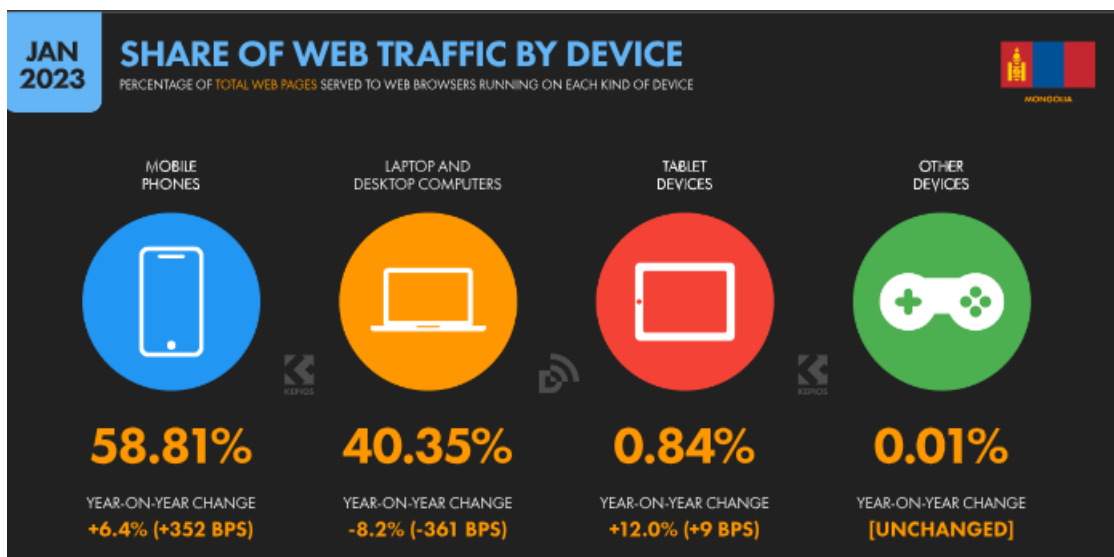 JAN
2023
SHARE OF WEB TRAFFIC BY DEVICE
PERCENTAGE OF TOTAL WEB PAGES SERVED TO WEB BROWSERS RUNNING ON EACH KIND OF DEVICE
MONGOLIA
MOBILE
PHONES
LAPTOP AND
DESKTOP COMPUTERS
TABLET
DEVICES
OTHER
DEVICES
KEPIOS
KEPIOS
58.81%
40.35%
0.84%
0.01%
YEAR-ON-YEAR CHANGE
+6.4% (+352 BPS)
YEAR-ON-YEAR CHANGE
-8.2% (-361 BPS)
YEAR-ON-YEAR CHANGE
+12.0% (+9 BPS)
YEAR-ON-YEAR CHANGE
[UNCHANGED]